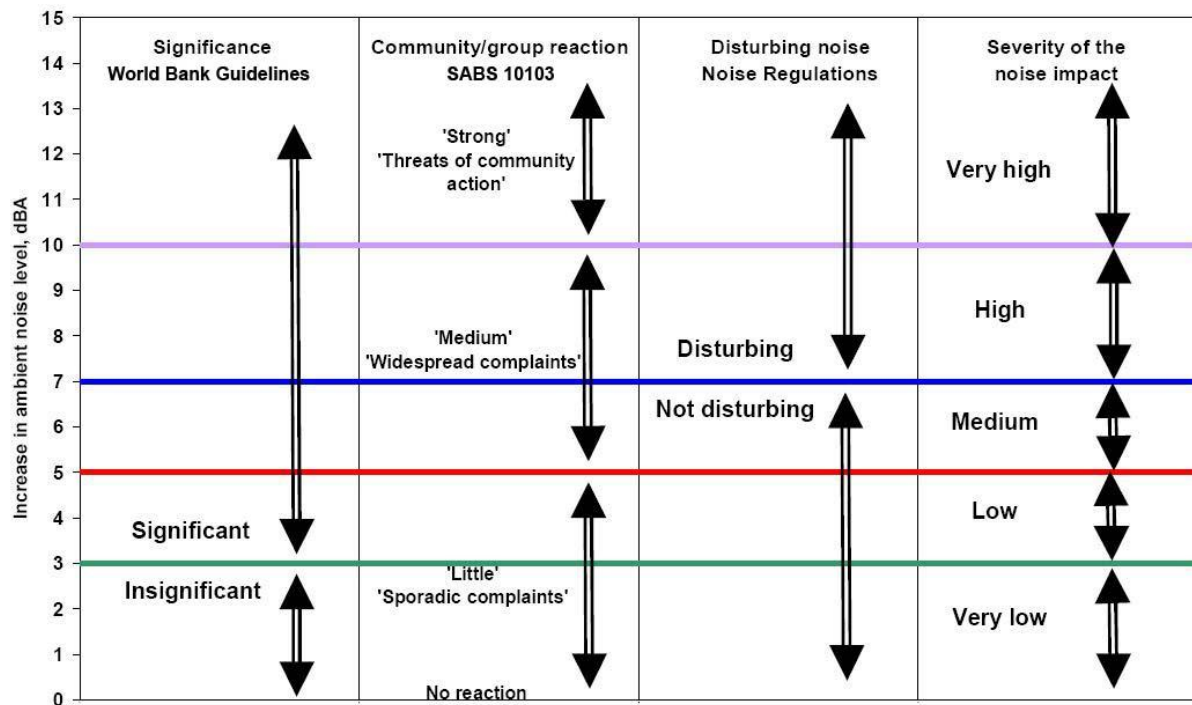 Increase in ambient noise level, dBA
15
14
13
12
11
10
9
8
7
6
5
4
3
2
1
0
Significance
World Bank Guidelines
Significant
Insignificant
Community/group reaction
SABS 10103
'Strong'
'Threats of community
action'
'Medium'
'Widespread complaints'
'Little'
'Sporadic complaints'
No reaction
Disturbing noise
Noise Regulations
Disturbing
Not disturbing
Severity of the
noise impact
Very high
High
Medium
Low
Very low